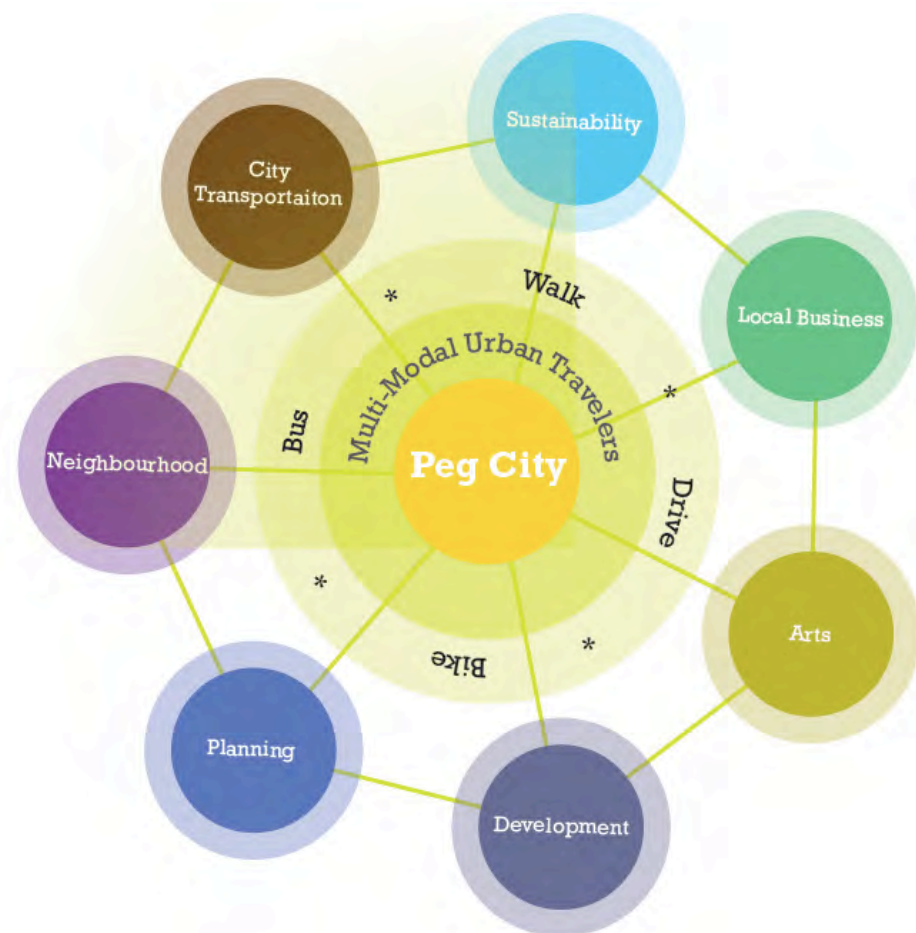 Sustainability
City
Transportaiton
Local Business
Neighbourhood
Walk
*
Multi-Modal Urban Travelers
*
Bus
Peg City
Drive
*
*
Bike
Arts
Planning
Development